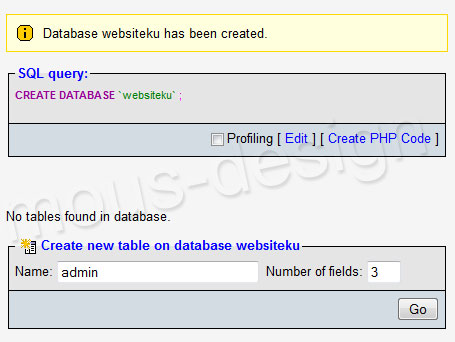 Database websiteku has been created.
SQL query:
CREATE DATABASE `websiteku` ;
Profiling [ Edit ] [ Create PHP Code ]
mous-design
No tables found in database.
Create new table on database websiteku
Name: admin Number of fields: 3
Go